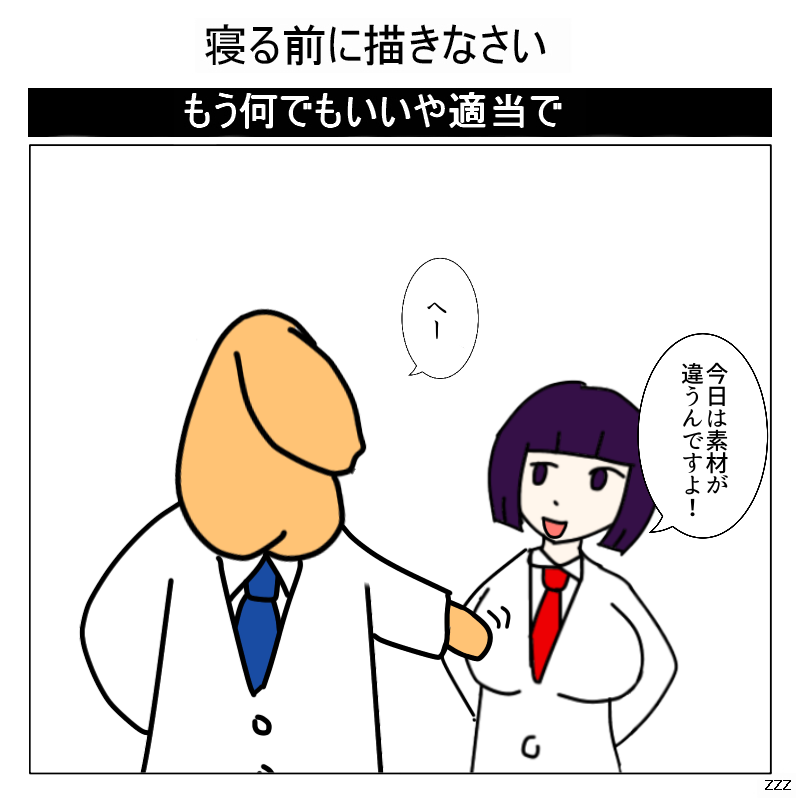 寝る前に描きなさい
もう何でもいいや適当で
へー
今日は素材が
違うんですよ！
zzz